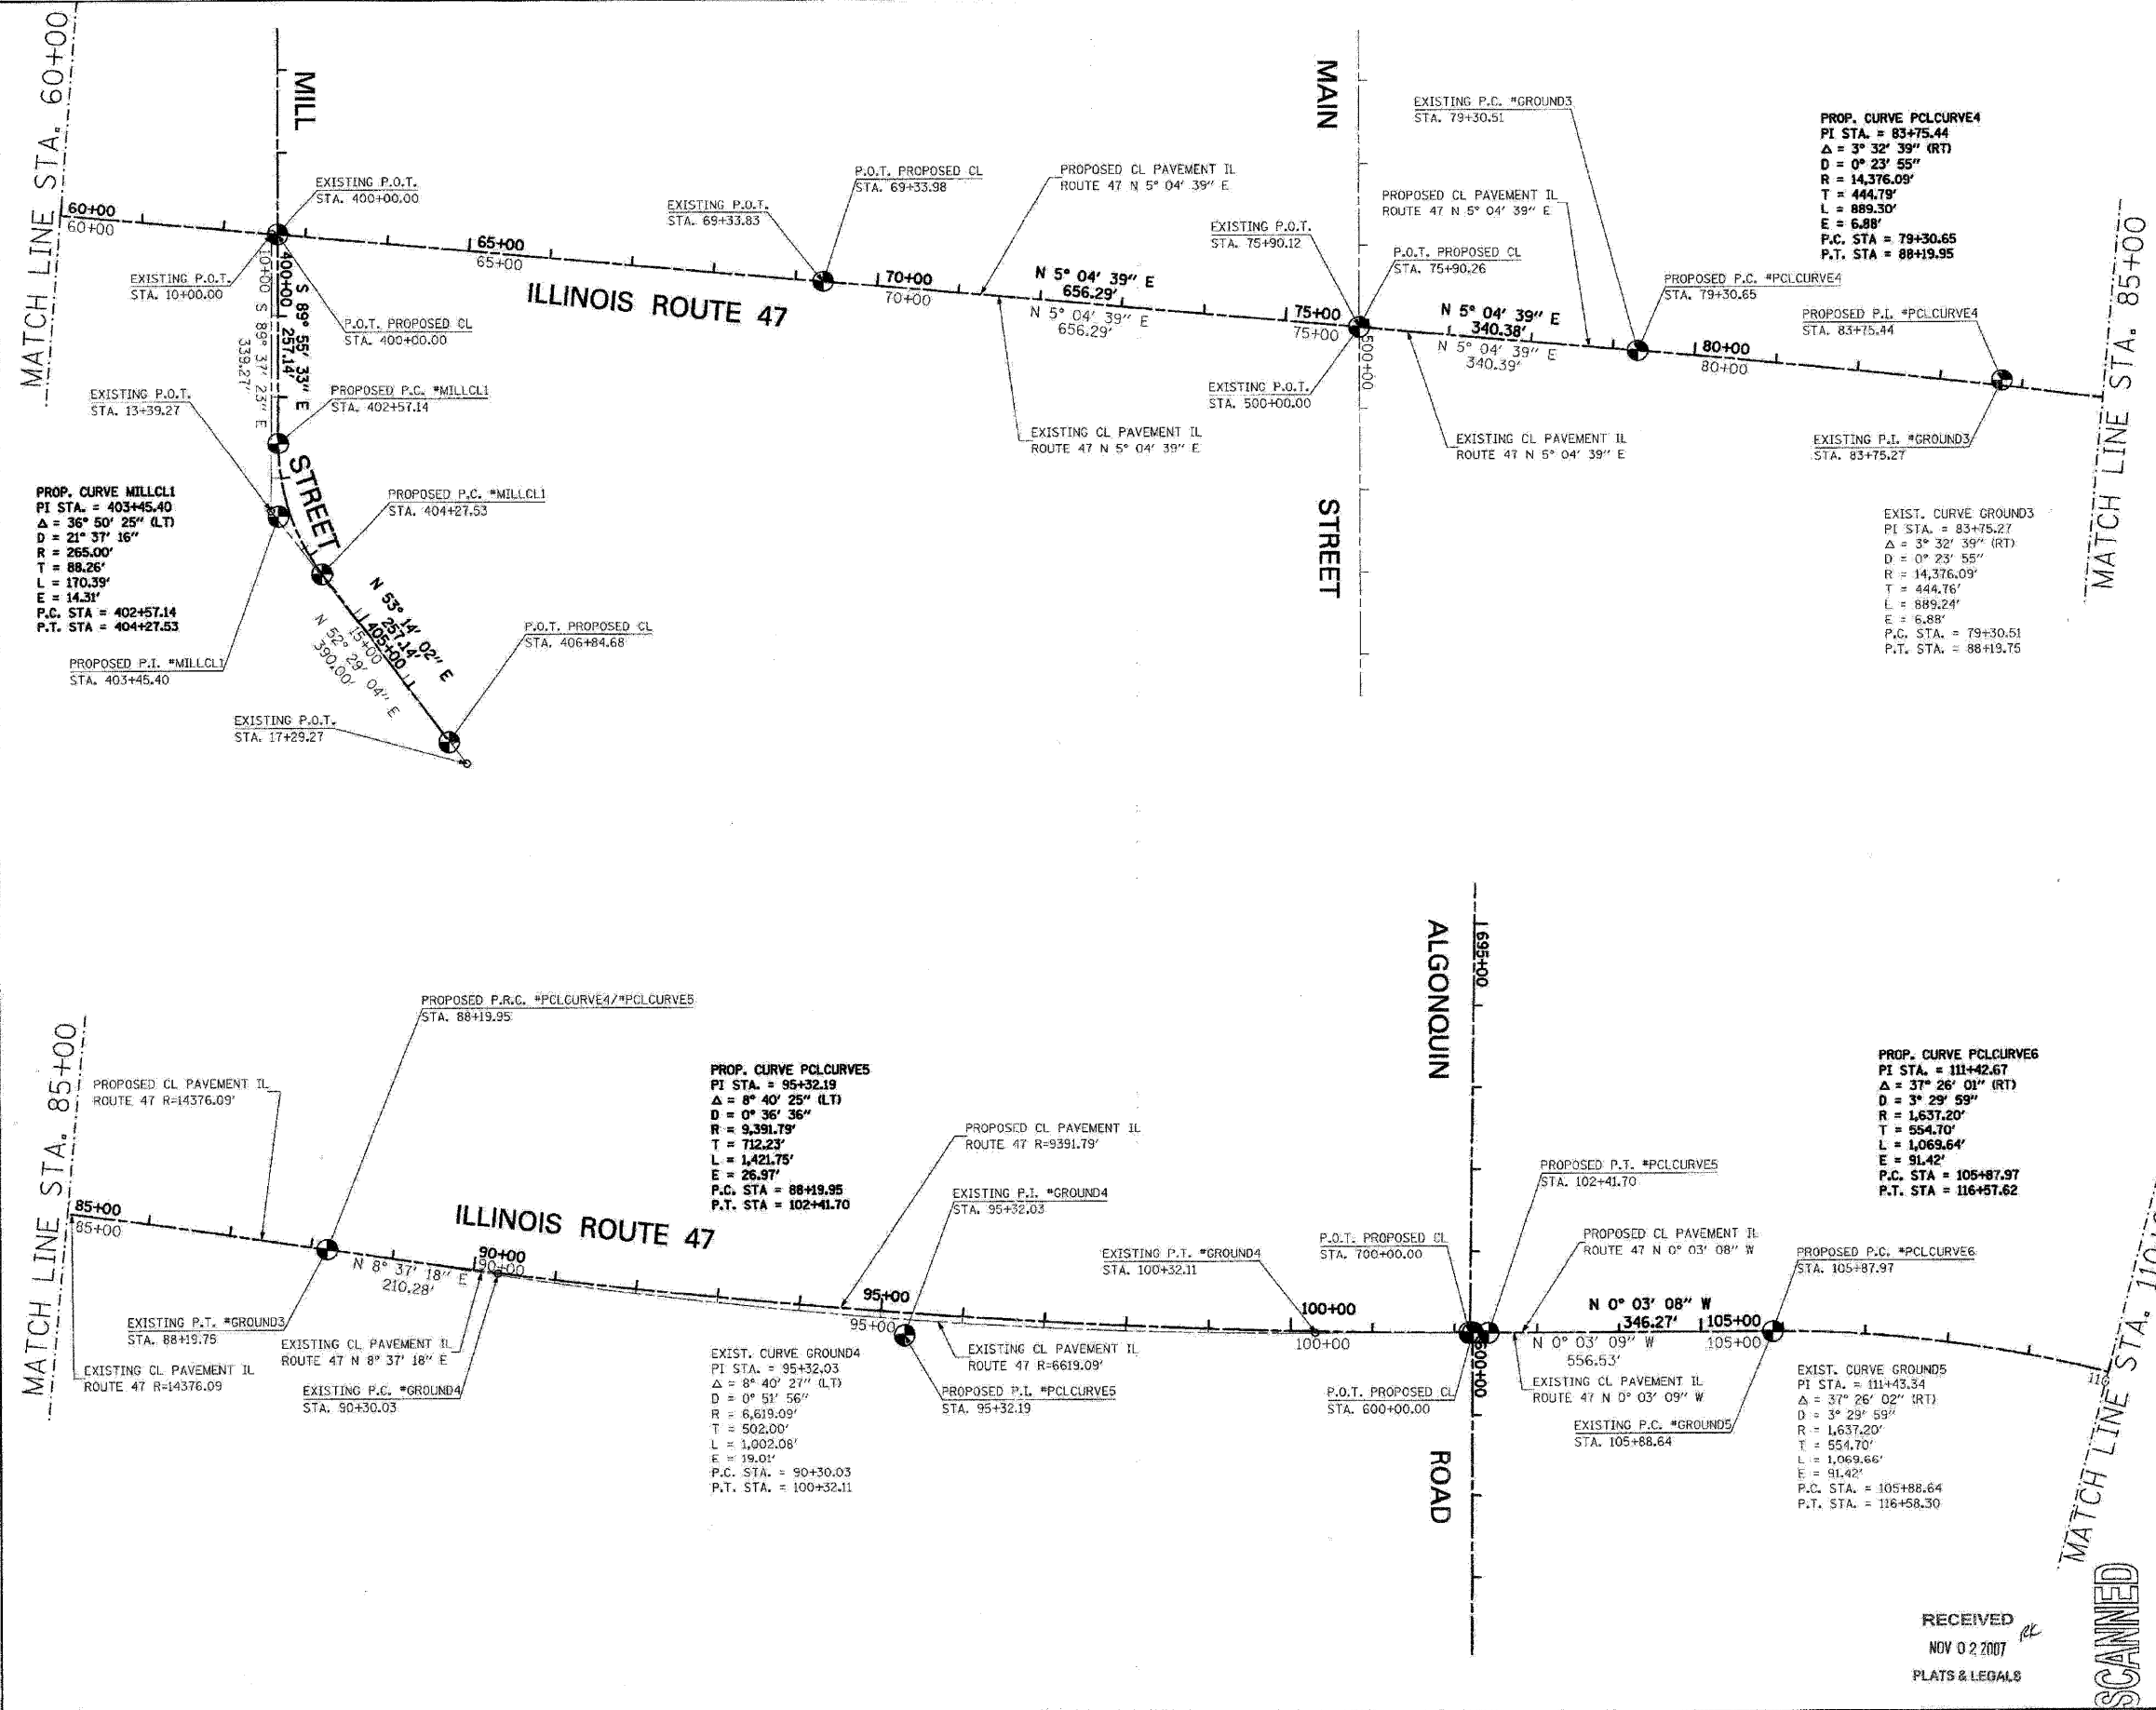 MATCH LINE STA. 60+00
MILL
STREET
60+00
60+00
EXISTING P.O.T.
STA. 400+00.00
EXISTING P.O.T.
STA. 10+00.00
400+00
10+00
S 89° 55' 33" E
257.14'
S 89° 37' 23" E
339.27'
P.O.T. PROPOSED CL
STA. 400+00.00
EXISTING P.O.T.
STA. 13+39.27
PROPOSED P.C. #MILLCL1
STA. 402+57.14
PROP. CURVE MILLCL1
PI STA. = 403+45.40
Δ = 36° 50' 25" (LT)
D = 21° 37' 16"
R = 265.00'
T = 88.26'
L = 170.39'
E = 14.31'
P.C. STA = 402+57.14
P.T. STA = 404+27.53
PROPOSED P.C. #MILLCL1
STA. 404+27.53
PROPOSED P.I. #MILLCL1
STA. 403+45.40
N 53° 14' 02" E
257.14'
405+00
15+00
N 52° 29' 04" E
390.00'
P.O.T. PROPOSED CL
STA. 406+84.68
EXISTING P.O.T.
STA. 17+29.27
65+00
65+00
ILLINOIS ROUTE 47
EXISTING P.O.T.
STA. 69+33.83
P.O.T. PROPOSED CL
STA. 69+33.98
70+00
70+00
PROPOSED CL PAVEMENT IL
ROUTE 47 N 5° 04' 39" E
N 5° 04' 39" E
656.29'
N 5° 04' 39" E
656.29'
EXISTING CL PAVEMENT IL
ROUTE 47 N 5° 04' 39" E
EXISTING P.O.T.
STA. 75+90.12
75+00
75+00
EXISTING P.O.T.
STA. 500+00.00
MAIN
STREET
500+00
P.O.T. PROPOSED CL
STA. 75+90.26
PROPOSED CL PAVEMENT IL
ROUTE 47 N 5° 04' 39" E
EXISTING P.C. #GROUND3
STA. 79+30.51
N 5° 04' 39" E
340.38'
N 5° 04' 39" E
340.39'
EXISTING CL PAVEMENT IL
ROUTE 47 N 5° 04' 39" E
PROPOSED P.C. #PCLCURVE4
STA. 79+30.65
80+00
80+00
PROP. CURVE PCLCURVE4
PI STA. = 83+75.44
Δ = 3° 32' 39" (RT)
D = 0° 23' 55"
R = 14,376.09'
T = 444.79'
L = 889.30'
E = 6.88'
P.C. STA = 79+30.65
P.T. STA = 88+19.95
PROPOSED P.I. #PCLCURVE4
STA. 83+75.44
EXISTING P.I. #GROUND3
STA. 83+75.27
EXIST. CURVE GROUND3
PI STA. = 83+75.27
Δ = 3° 32' 39" (RT)
D = 0° 23' 55"
R = 14,376.09'
T = 444.76'
L = 889.24'
E = 6.88'
P.C. STA. = 79+30.51
P.T. STA. = 88+19.75
MATCH LINE STA. 85+00
MATCH LINE STA. 85+00
PROPOSED CL PAVEMENT IL
ROUTE 47 R=14376.09'
85+00
85+00
EXISTING CL PAVEMENT IL
ROUTE 47 R=14376.09
PROPOSED P.R.C. #PCLCURVE4/#PCLCURVE5
STA. 88+19.95
EXISTING P.T. #GROUND3
STA. 88+19.75
N 8° 37' 18" E
210.28'
90+00
90+00
EXISTING CL PAVEMENT IL
ROUTE 47 N 8° 37' 18" E
EXISTING P.C. #GROUND4
STA. 90+30.03
ILLINOIS ROUTE 47
PROP. CURVE PCLCURVE5
PI STA. = 95+32.19
Δ = 8° 40' 25" (LT)
D = 0° 36' 36"
R = 9,391.79'
T = 712.23'
L = 1,421.75'
E = 26.97'
P.C. STA = 88+19.95
P.T. STA = 102+41.70
PROPOSED CL PAVEMENT IL
ROUTE 47 R=9391.79'
EXISTING P.I. #GROUND4
STA. 95+32.03
95+00
95+00
EXIST. CURVE GROUND4
PI STA. = 95+32.03
Δ = 8° 40' 27" (LT)
D = 0° 51' 56"
R = 6,619.09'
T = 502.00'
L = 1,002.08'
E = 19.01'
P.C. STA. = 90+30.03
P.T. STA. = 100+32.11
EXISTING CL PAVEMENT IL
ROUTE 47 R=6619.09'
PROPOSED P.I. #PCLCURVE5
STA. 95+32.19
EXISTING P.T. #GROUND4
STA. 100+32.11
100+00
100+00
ALGONQUIN
ROAD
695+00
P.O.T. PROPOSED CL
STA. 700+00.00
600+00
P.O.T. PROPOSED CL
STA. 600+00.00
PROPOSED P.T. #PCLCURVE5
STA. 102+41.70
PROPOSED CL PAVEMENT IL
ROUTE 47 N 0° 03' 08" W
N 0° 03' 08" W
346.27'
105+00
N 0° 03' 09" W
556.53'
105+00
EXISTING CL PAVEMENT IL
ROUTE 47 N 0° 03' 09" W
EXISTING P.C. #GROUND5
STA. 105+88.64
PROPOSED P.C. #PCLCURVE6
STA. 105+87.97
PROP. CURVE PCLCURVE6
PI STA. = 111+42.67
Δ = 37° 26' 01" (RT)
D = 3° 29' 59"
R = 1,637.20'
T = 554.70'
L = 1,069.64'
E = 91.42'
P.C. STA = 105+87.97
P.T. STA = 116+57.62
EXIST. CURVE GROUND5
PI STA. = 111+43.34
Δ = 37° 26' 02" (RT)
D = 3° 29' 59"
R = 1,637.20'
T = 554.70'
L = 1,069.66'
E = 91.42'
P.C. STA. = 105+88.64
P.T. STA. = 116+58.30
MATCH LINE STA.
RECEIVED
NOV 02 2007
PLATS & LEGALS
SCANNED